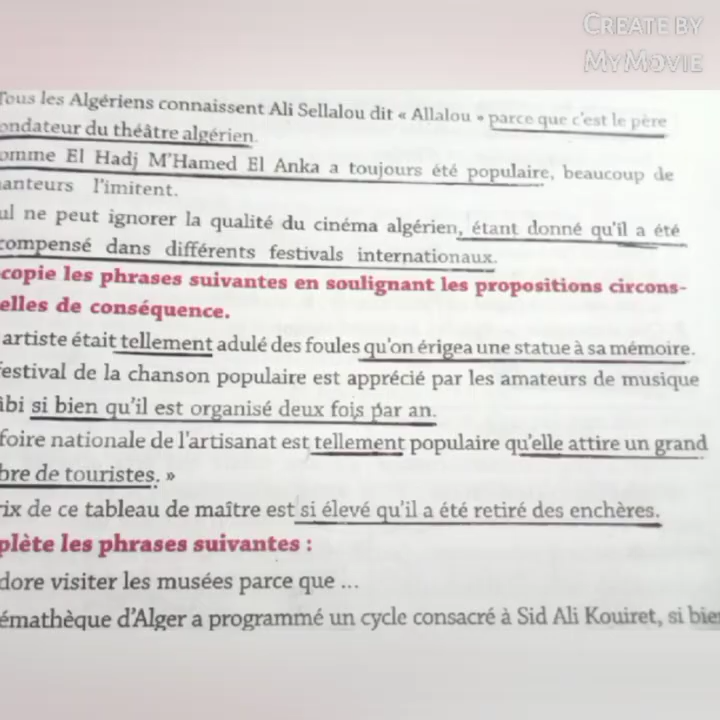 CREATE BY
MYMOVIE
Tous les Algériens connaissent Ali Sellalou dit « Allalou » parce que c'est le père
ondateur du théâtre algérien.
omme El Hadj M'Hamed El Anka a toujours été populaire, beaucoup de
anteurs l'imitent.
ul ne peut ignorer la qualité du cinéma algérien, étant donné qu'il a été
compensé dans différents festivals internationaux.
copie les phrases suivantes en soulignant les propositions circons-
elles de conséquence.
artiste était tellement adulé des foules qu'on érigea une statue à sa mémoire.
festival de la chanson populaire est apprécié par les amateurs de musique
âbi si bien qu'il est organisé deux fois par an.
foire nationale de l'artisanat est tellement populaire qu'elle attire un grand
bre de touristes. »
rix de ce tableau de maître est si élevé qu'il a été retiré des enchères.
plète les phrases suivantes :
dore visiter les musées parce que ...
émathèque d'Alger a programmé un cycle consacré à Sid Ali Kouiret, si bien